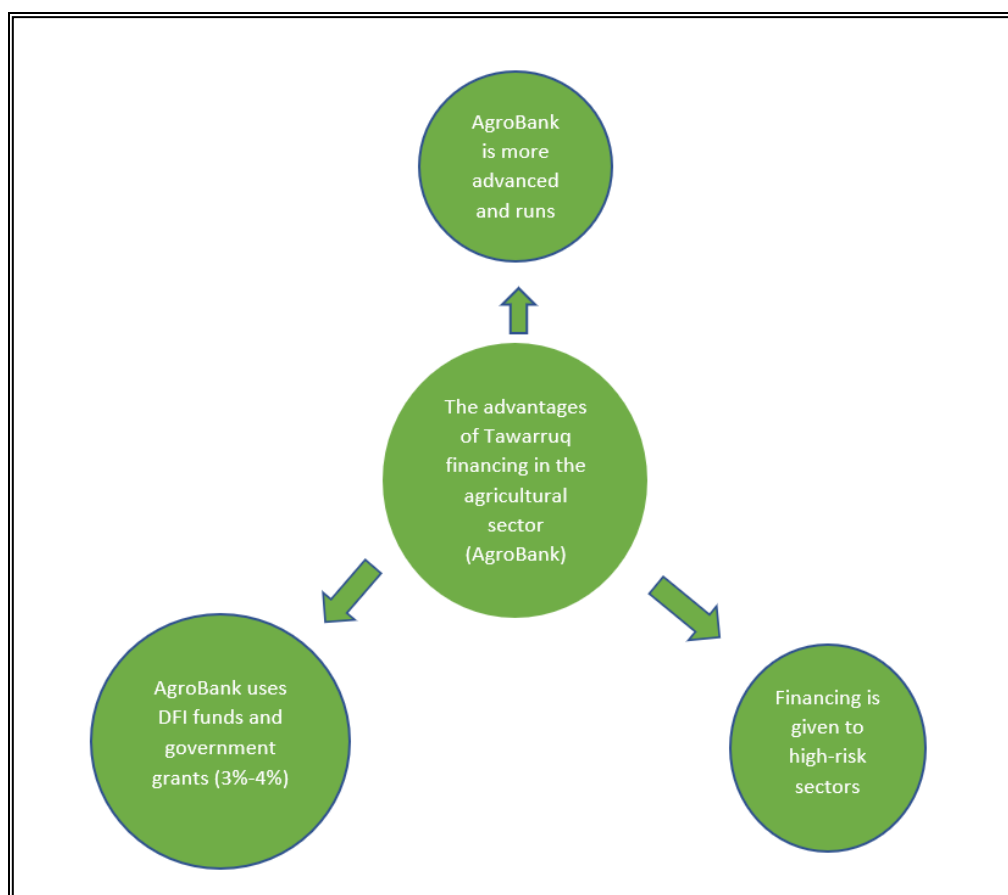 AgroBank
is more
advanced
and runs
The advantages
of Tawarruq
financing in the
agricultural
sector
(AgroBank)
AgroBank uses
DFI funds and
government
grants (3%-4%)
Financing is
given to
high-risk
sectors